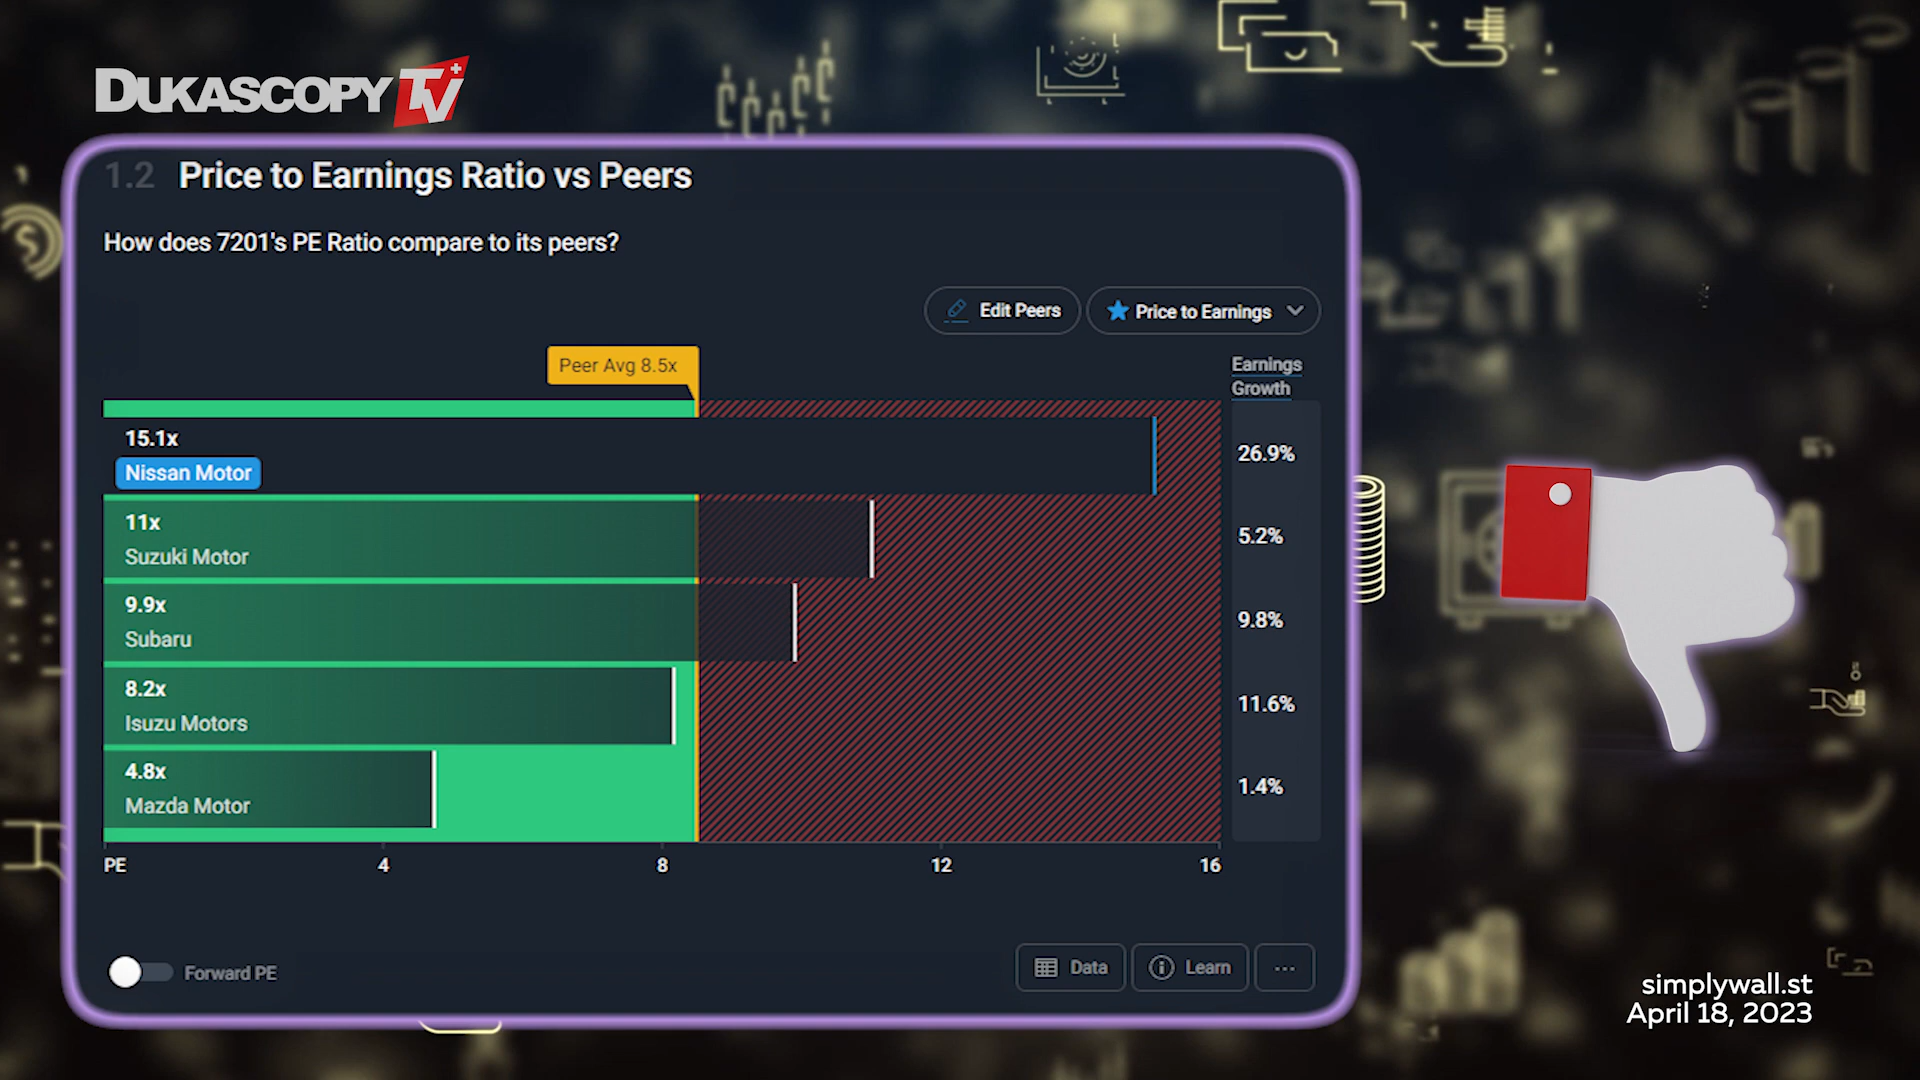 DUKASCOPY TV
1.2 Price to Earnings Ratio vs Peers
How does 7201's PE Ratio compare to its peers?
Edit Peers
Price to Earnings
Peer Avg 8.5x
Earnings
Growth
15.1x
Nissan Motor
26.9%
11x
Suzuki Motor
5.2%
9.9x
Subaru
9.8%
8.2x
Isuzu Motors
11.6%
4.8x
Mazda Motor
1.4%
PE 4 8 12 16
Forward PE
Data
Learn
...
simplywall.st
April 18, 2023